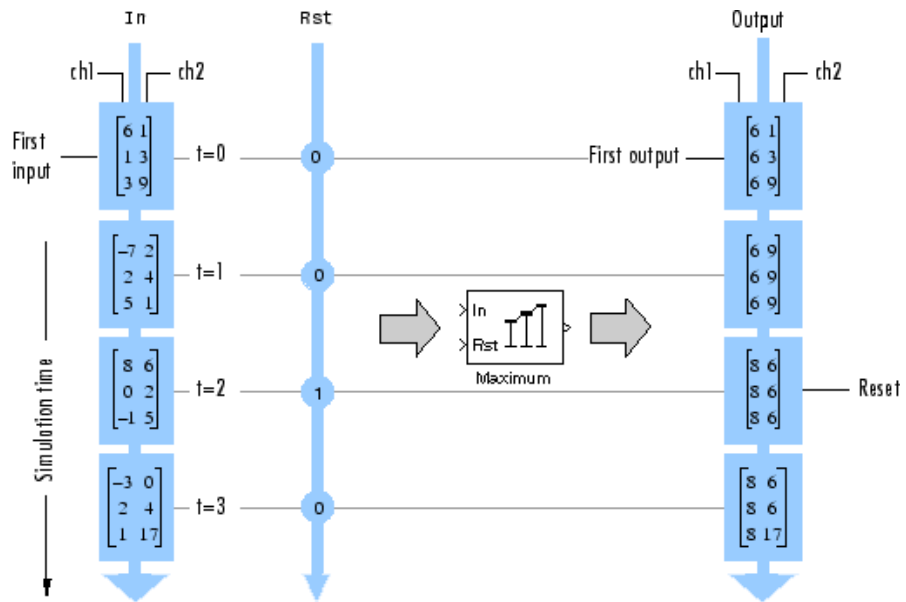 In Rst Output
ch1 ch2 ch1 ch2
First input
6 1
1 3
3 9
t=0 0 First output
6 1
6 3
6 9
−7 2
2 4
5 1
t=1 0
6 9
6 9
6 9
In
Rst
Maximum
Simulation time
8 6
0 2
−1 5
t=2 1
8 6
8 6
8 6
Reset
−3 0
2 4
1 17
t=3 0
8 6
8 6
8 17